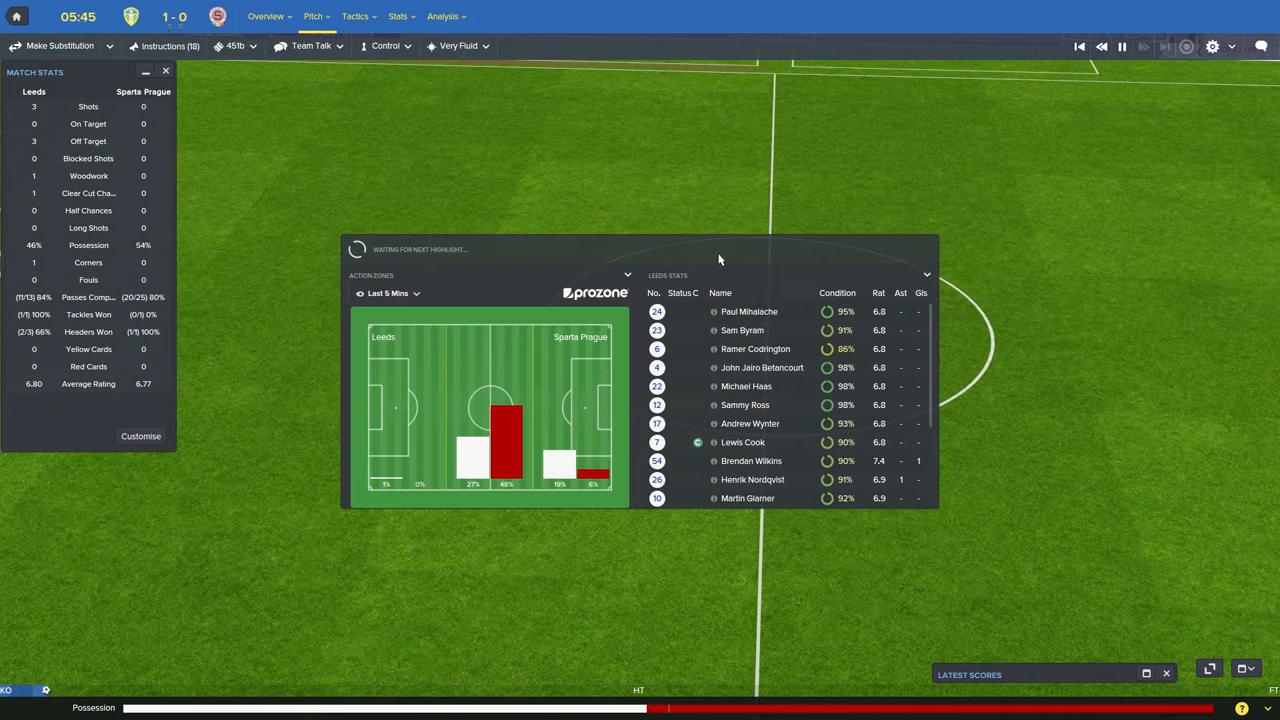 05:45 1 - 0 Overview Pitch Tactics Stats Analysis
3 - 0
Make Substitution Instructions (18) 451b Team Talk Control Very Fluid
MATCH STATS
Leeds Sparta Prague
3 Shots 0
0 On Target 0
3 Off Target 0
0 Blocked Shots 0
1 Woodwork 0
1 Clear Cut Cha... 0
0 Half Chances 0
0 Long Shots 0
46% Possession 54%
1 Corners 0
0 Fouls 0
(11/13) 84% Passes Comp... (20/25) 80%
(1/1) 100% Tackles Won (0/1) 0%
(2/3) 66% Headers Won (1/1) 100%
0 Yellow Cards 0
0 Red Cards 0
6.80 Average Rating 6.77
Customise
WAITING FOR NEXT HIGHLIGHT...
ACTION ZONES
Last 5 Mins prozone
Leeds Sparta Prague
1% 0% 27% 48% 19% 6%
LEEDS STATS
No. Status C Name Condition Rat Ast Gls
24 Paul Mihalache 95% 6.8 - -
23 Sam Byram 91% 6.8 - -
6 Ramer Codrington 86% 6.8 - -
4 John Jairo Betancourt 98% 6.8 - -
22 Michael Haas 98% 6.8 - -
12 Sammy Ross 98% 6.8 - -
17 Andrew Wynter 93% 6.8 - -
7 C Lewis Cook 90% 6.8 - -
54 Brendan Wilkins 90% 7.4 - 1
26 Henrik Nordqvist 91% 6.9 1 -
10 Martin Glarner 92% 6.9 - -
LATEST SCORES
KO HT FT
Possession ?